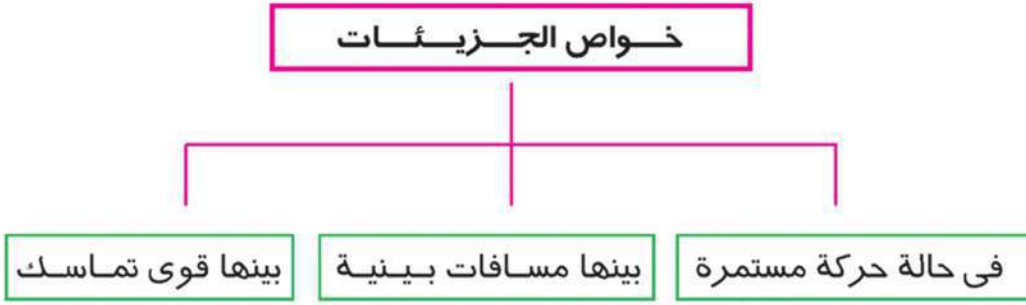 خواص الجزيئات
فى حالة حركة مستمرة
بينها مسافات بينية
بينها قوى تماسك